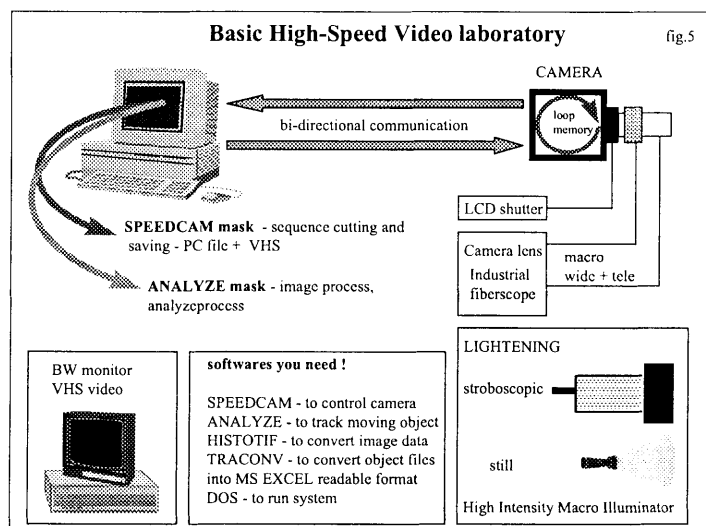 Basic High-Speed Video laboratory
fig.5
CAMERA
bi-directional communication
loop
memory
LCD shutter
SPEEDCAM mask - sequence cutting and
saving - PC file + VHS
Camera lens
Industrial
fiberscope
macro
wide + tele
ANALYZE mask - image process,
analyzeprocess
BW monitor
VHS video
softwares you need !
SPEEDCAM - to control camera
ANALYZE - to track moving object
HISTOTIF - to convert image data
TRACONV - to convert object files
into MS EXCEL readable format
DOS - to run system
LIGHTENING
stroboscopic
still
High Intensity Macro Illuminator